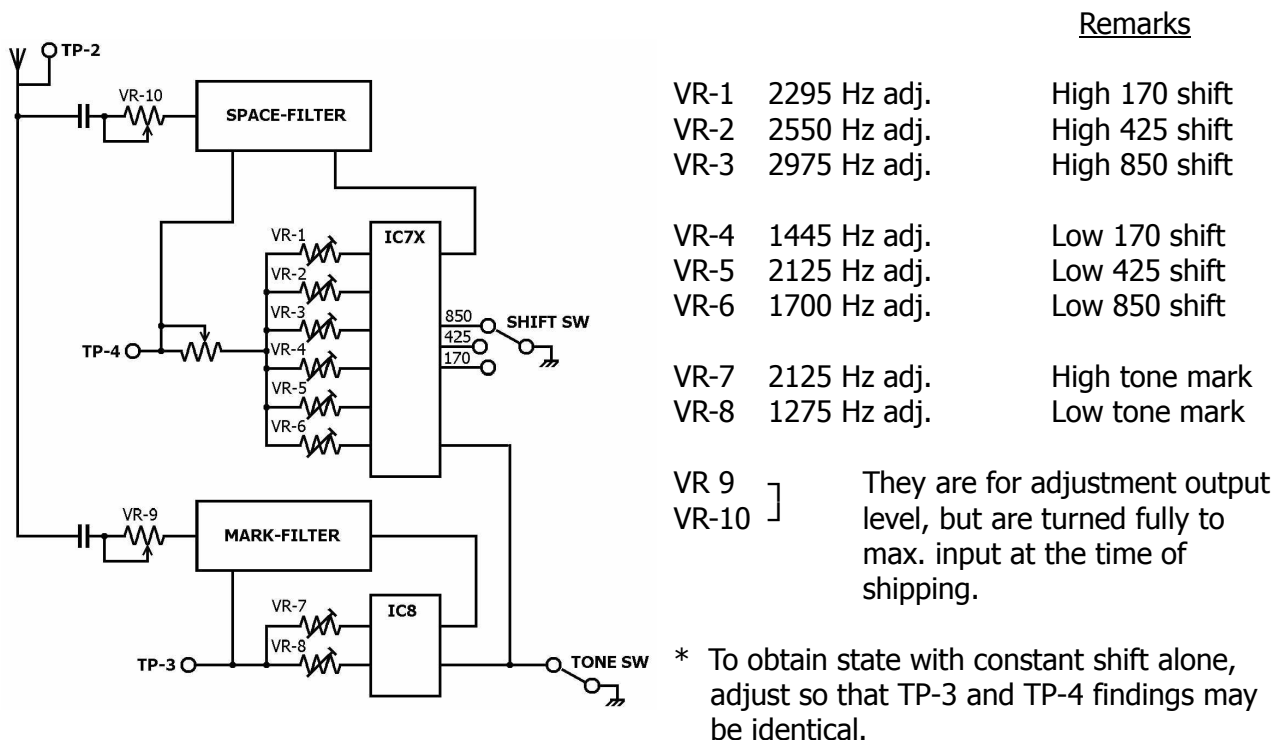 TP-2
VR-10
SPACE-FILTER
VR-1
IC7X
VR-2
VR-3
850
SHIFT SW
425
TP-4
VR-4
170
VR-5
VR-6
VR-9
MARK-FILTER
VR-7
IC8
VR-8
TP-3
TONE SW
Remarks
VR-1 2295 Hz adj. High 170 shift
VR-2 2550 Hz adj. High 425 shift
VR-3 2975 Hz adj. High 850 shift
VR-4 1445 Hz adj. Low 170 shift
VR-5 2125 Hz adj. Low 425 shift
VR-6 1700 Hz adj. Low 850 shift
VR-7 2125 Hz adj. High tone mark
VR-8 1275 Hz adj. Low tone mark
VR 9 They are for adjustment output
VR-10 level, but are turned fully to
max. input at the time of
shipping.
* To obtain state with constant shift alone,
adjust so that TP-3 and TP-4 findings may
be identical.